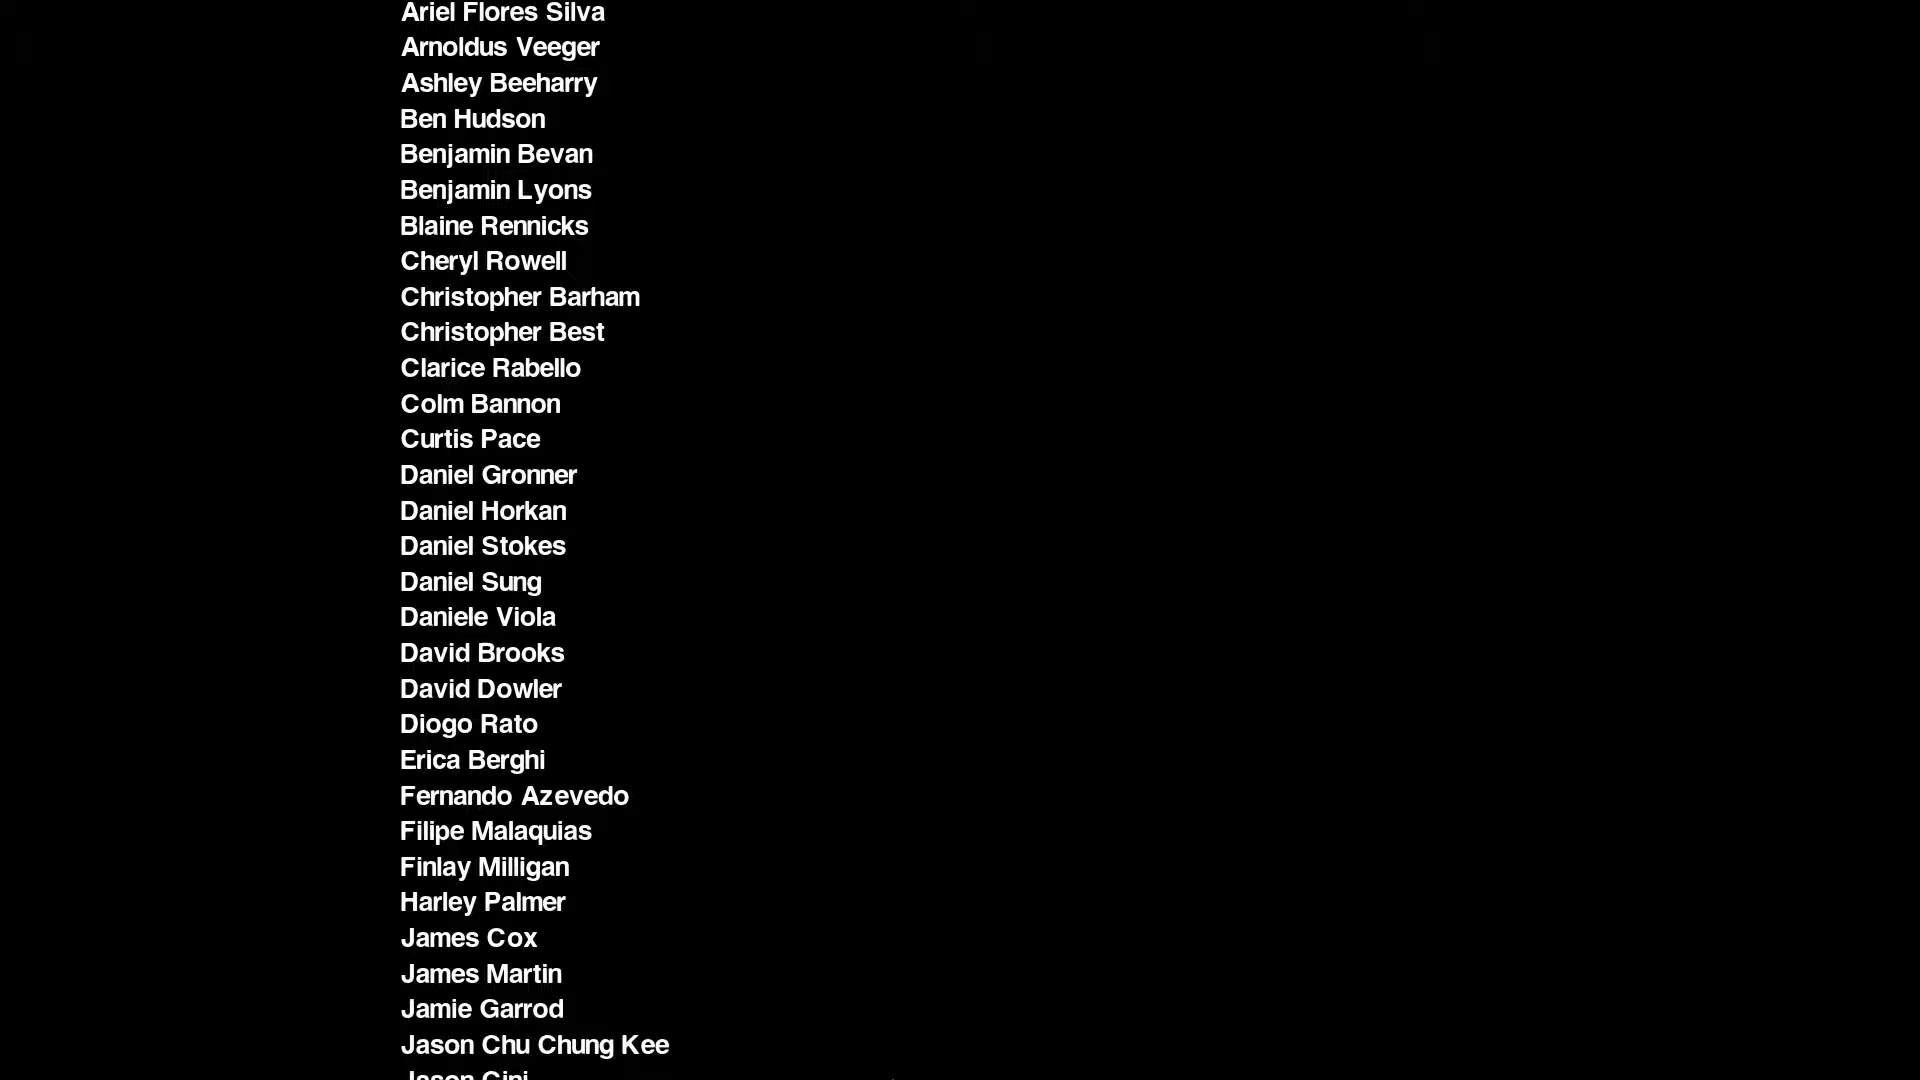 Ariel Flores Silva
Arnoldus Veeger
Ashley Beeharry
Ben Hudson
Benjamin Bevan
Benjamin Lyons
Blaine Rennicks
Cheryl Rowell
Christopher Barham
Christopher Best
Clarice Rabello
Colm Bannon
Curtis Pace
Daniel Gronner
Daniel Horkan
Daniel Stokes
Daniel Sung
Daniele Viola
David Brooks
David Dowler
Diogo Rato
Erica Berghi
Fernando Azevedo
Filipe Malaquias
Finlay Milligan
Harley Palmer
James Cox
James Martin
Jamie Garrod
Jason Chu Chung Kee
Jason